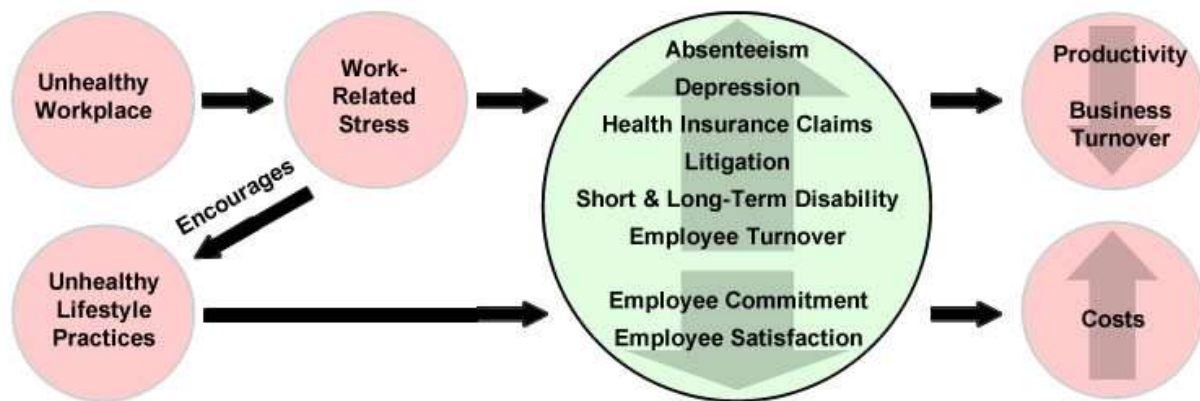 Unhealthy
Workplace
Work-
Related
Stress
Absenteeism
Depression
Health Insurance Claims
Litigation
Short & Long-Term Disability
Employee Turnover
Employee Commitment
Employee Satisfaction
Productivity
Business
Turnover
Encourages
Unhealthy
Lifestyle
Practices
Costs